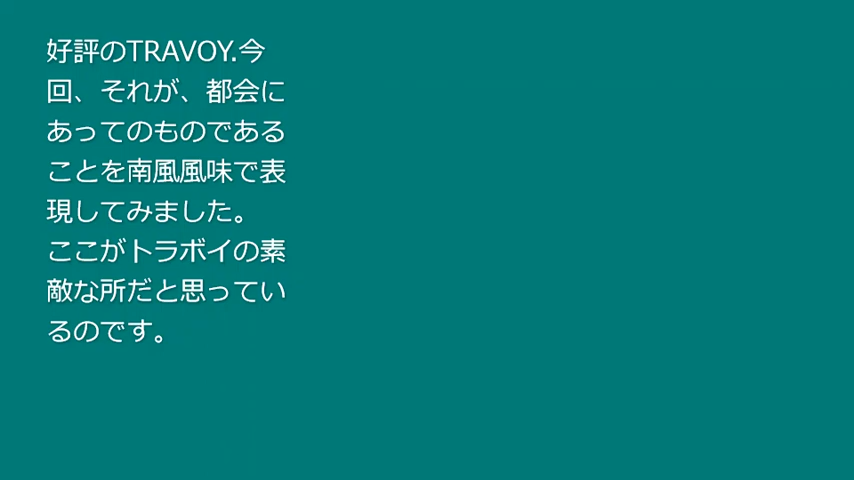 好評のTRAVOY.今
回、それが、都会に
あってのものである
ことを南風風味で表
現してみました。
ここがトラボイの素
敵な所だと思ってい
るのです。